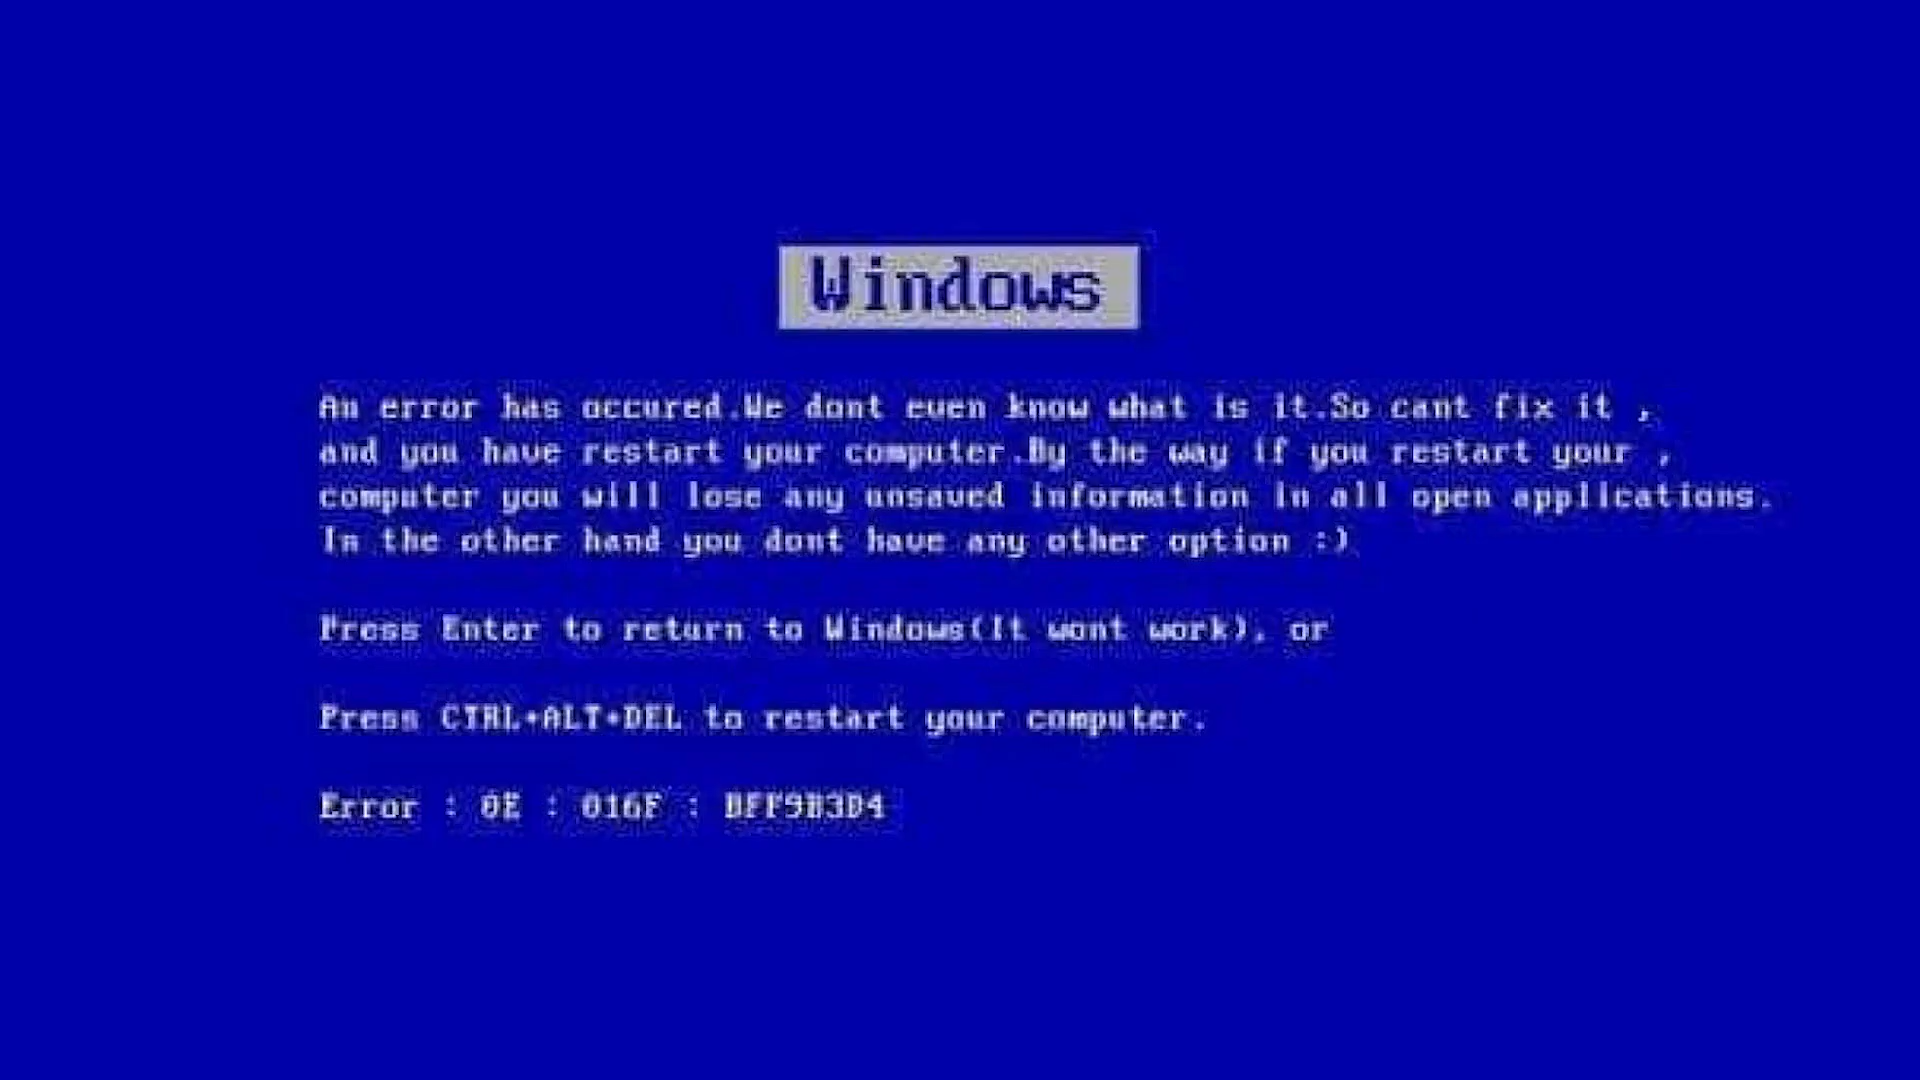 Windows
An error has occured.We dont even know what is it.So cant fix it ,
and you have restart your computer.By the way if you restart your ,
computer you will lose any unsaved information in all open applications.
In the other hand you dont have any other option :)
Press Enter to return to Windows(It wont work), or
Press CTRL+ALT+DEL to restart your computer.
Error : 0E : 016F : BFF9B3D4